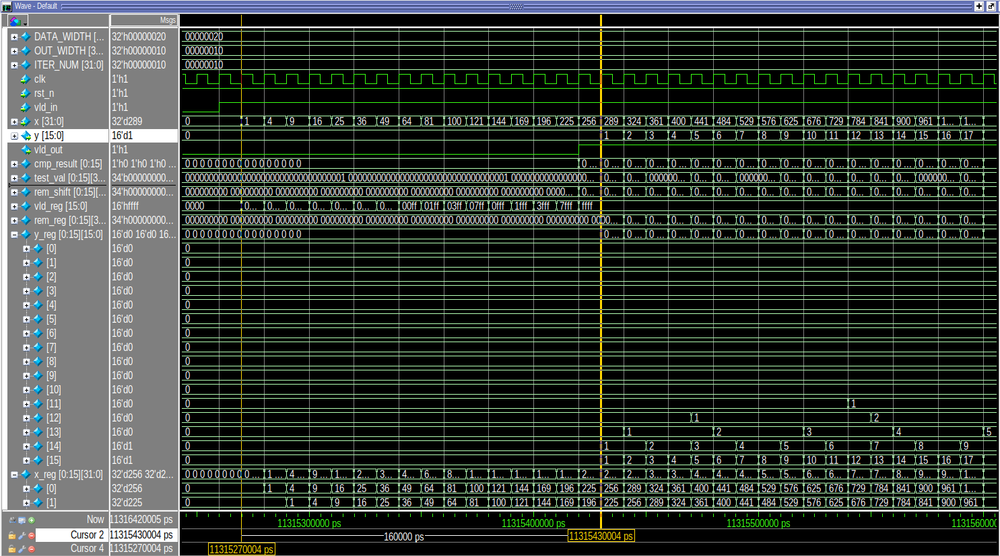 Wave - Default
Msgs
DATA_WIDTH [... 32'h00000020 00000020
OUT_WIDTH [3... 32'h00000010 00000010
ITER_NUM [31:0] 32'h00000010 00000010
clk 1'h1
rst_n 1'h1
vld_in 1'h1
x [31:0] 32'd289 0 1 4 9 16 25 36 49 64 81 100 121 144 169 196 225 256 289 324 361 400 441 484 529 576 625 676 729 784 841 900 961 1... 1...
y [15:0] 16'd1 0 1 2 3 4 5 6 7 8 9 10 11 12 13 14 15 16 17
vld_out 1'h1
cmp_result [0:15] 1'h0 1'h0 1'h0 ... 0 0 0 0 0 0 0 0 0 0 0 0 0 0 0 0 0 ... 0 ... 0 ... 0 ... 0 ... 0 ... 0 ... 0 ... 0 ... 0 ... 0 ... 0 ... 0 ... 0 ... 0 ... 0 ... 0 ... 0 ...
test_val [0:15][3... 34'b00000000... 0... 0... 000000... 0... 0... 0... 00000... 0... 0... 0... 0... 0... 0... 0... 000000... 0...
rem_shift [0:15][... 34'h00000000... 000000000 000000000 000000000 000000000 000000000 000000000 000000000 000000000 0000... 0... 0... 0... 0... 0... 0... 0... 0... 0... 0... 0... 0... 0... 0... 0... 0... 0... 0...
vld_reg [15:0] 16'hffff 0000 0... 0... 0... 0... 0... 0... 0... 00ff 01ff 03ff 07ff 0fff 1fff 3fff 7fff ffff
rem_reg [0:15][3... 34'h00000000... 000000000 000000000 000000000 000000000 000000000 000000000 000000000 000000000 000000000 0000... 0... 0... 0... 0... 0... 0... 0... 0... 0... 0... 0... 0... 0... 0... 0... 0...
y_reg [0:15][15:0] 16'd0 16'd0 16... 0 0 0 0 0 0 0 0 0 0 0 0 0 0 0 0 0 ... 0 ... 0 ... 0 ... 0 ... 0 ... 0 ... 0 ... 0 ... 0 ... 0 ... 0 ... 0 ... 0 ... 0 ... 0 ... 0 ...
[0] 16'd0 0
[1] 16'd0 0
[2] 16'd0 0
[3] 16'd0 0
[4] 16'd0 0
[5] 16'd0 0
[6] 16'd0 0
[7] 16'd0 0
[8] 16'd0 0
[9] 16'd0 0
[10] 16'd0 0
[11] 16'd0 0 1
[12] 16'd0 0 1 2
[13] 16'd0 0 1 2 3 4 5
[14] 16'd1 0 1 2 3 4 5 6 7 8 9
[15] 16'd1 0 1 2 3 4 5 6 7 8 9 10 11 12 13 14 15 16 17
x_reg [0:15][31:0] 32'd256 32'd2... 0 0 0 0 0 0 0 0 0 ... 1 ... 4 ... 9 ... 1... 2... 3... 4... 6... 8... 1... 1... 1... 1... 1... 2... 2... 2... 3... 3... 4... 4... 4... 5... 5... 6... 6... 7... 7... 8... 9... 9... 1...
[0] 32'd256 0 1 4 9 16 25 36 49 64 81 100 121 144 169 196 225 256 289 324 361 400 441 484 529 576 625 676 729 784 841 900 961 1...
[1] 32'd225 0 1 4 9 16 25 36 49 64 81 100 121 144 169 196 225 256 289 324 361 400 441 484 529 576 625 676 729 784 841 900 961
Now 11316420005 ps 11315300000 ps 11315400000 ps 11315500000 ps 1131560000
Cursor 2 11315430004 ps 160000 ps 11315430004 ps
Cursor 4 11315270004 ps 11315270004 ps